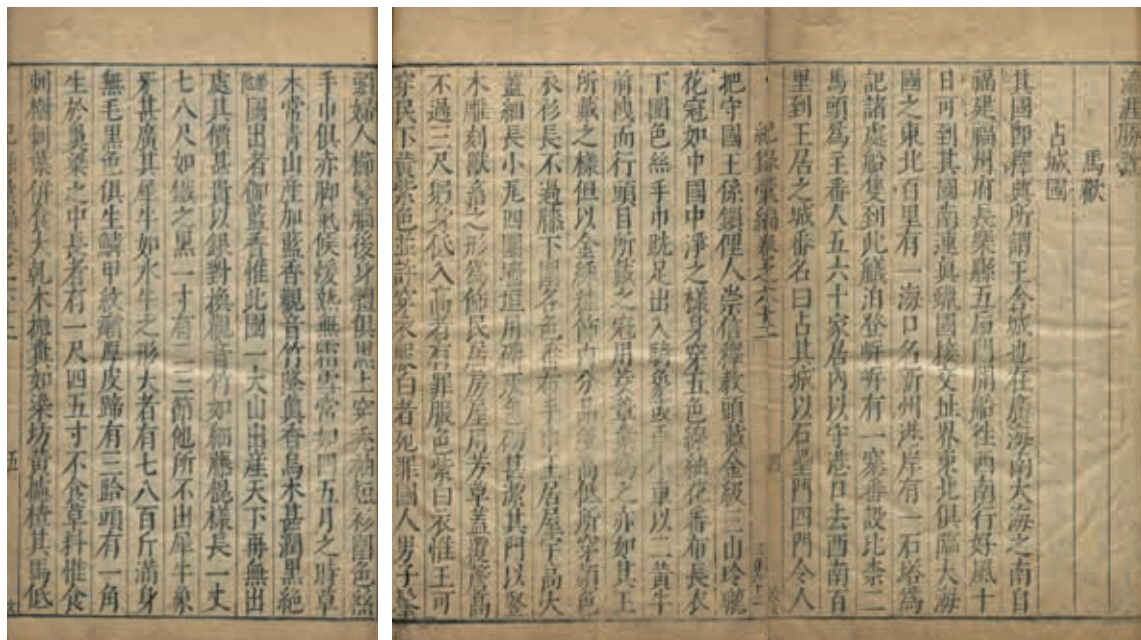 瀛涯勝覽
馬歡
占城國
其國即釋典所謂王舍城也在廣海南大海之南自
福建福州府長樂縣五虎門開船往西南行好風十
日可到其國南連真臘國接交址界東北俱臨大海
國之東北百里有一海口名新州港岸有一石塔為
記諸處船隻到此艤泊登岸岸有一寨番設比柰二
馬頭為主番人五六十家居內以守港口去西南百
里到王居之城番名曰占其城以石壘門四門令人
紀錄彙編卷之六十二
把守國王係鎖俚人崇信釋教頭戴金鈒三山玲瓏
花冠如中國中淨之樣身穿五色綿紬花番布長衣
下圍色絲手巾跣足出入騎象或乘小車以二黃牛
前拽而行頭目所戴之冠用茭蔁葉為之亦如其王
所戴之樣但以金綵粧飾內分品級高低所穿顏色
衣衫長不過膝下圍各色番布手巾王居屋宇高大
蓋細長小瓦四圍墻垣用磚灰包砌甚潔其門以堅
木雕刻獸畜之形為飾民居房屋用茅草蓋覆簷高
不過三尺躬身低入高者有罪服色紫白衣惟王可
穿民下黃紫色並許穿衣服白者死罪國人男子蓬
頭婦人撮髻腦後身體俱黑上穿禿袖短衫圍色絲
手巾俱赤脚氣候煖熱無霜雪常如四五月之時草
木常青山產加藍香觀音竹降真香烏木甚潤黑絕
國出者伽藍香惟此國一大山出產天下再無出
處其價甚貴以銀對換觀音竹如細藤棍樣長一丈
七八尺如鐵之黑一寸有二三節他所不出犀牛象
牙甚廣其犀牛如水牛之形大者有七八百斤滿身
無毛黑色俱生鱗甲紋癩厚皮蹄有三跲頭有一角
生於鼻梁之中長者有一尺四五寸不食草料惟食
刺樹刺葉併食大乾木拋糞如染坊黃櫨楂其馬低